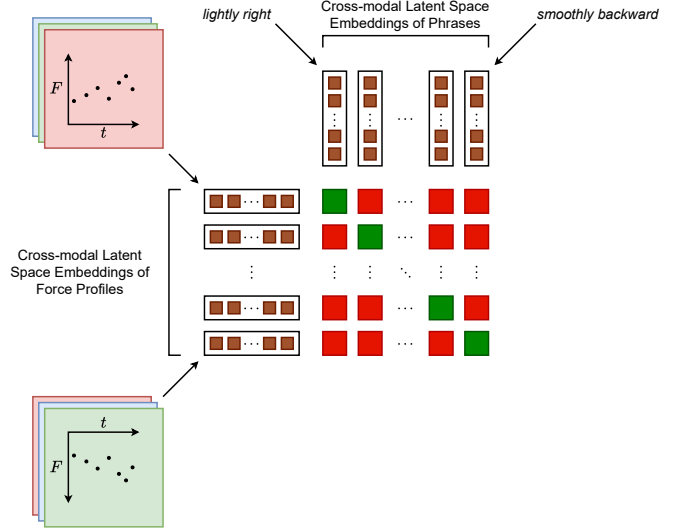 lightly right
Cross-modal Latent Space
Embeddings of Phrases
smoothly backward
F
t
Cross-modal Latent
Space Embeddings of
Force Profiles
t
F